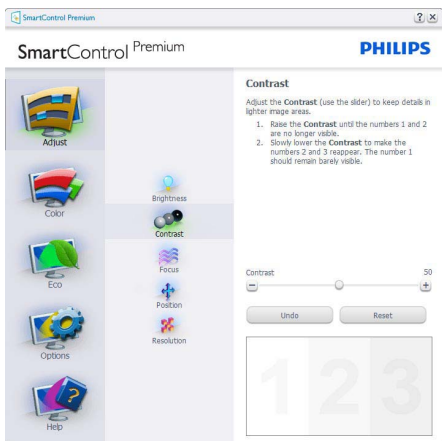 SmartControl Premium
? ×
SmartControl Premium
PHILIPS
Adjust
Color
Eco
Options
Help
Brightness
Contrast
Focus
Position
Resolution
Contrast
Adjust the Contrast (use the slider) to keep details in
lighter image areas.
1. Raise the Contrast until the numbers 1 and 2
are no longer visible.
2. Slowly lower the Contrast to make the
numbers 2 and 3 reappear. The number 1
should remain barely visible.
Contrast 50
− +
Undo Reset
1 2 3